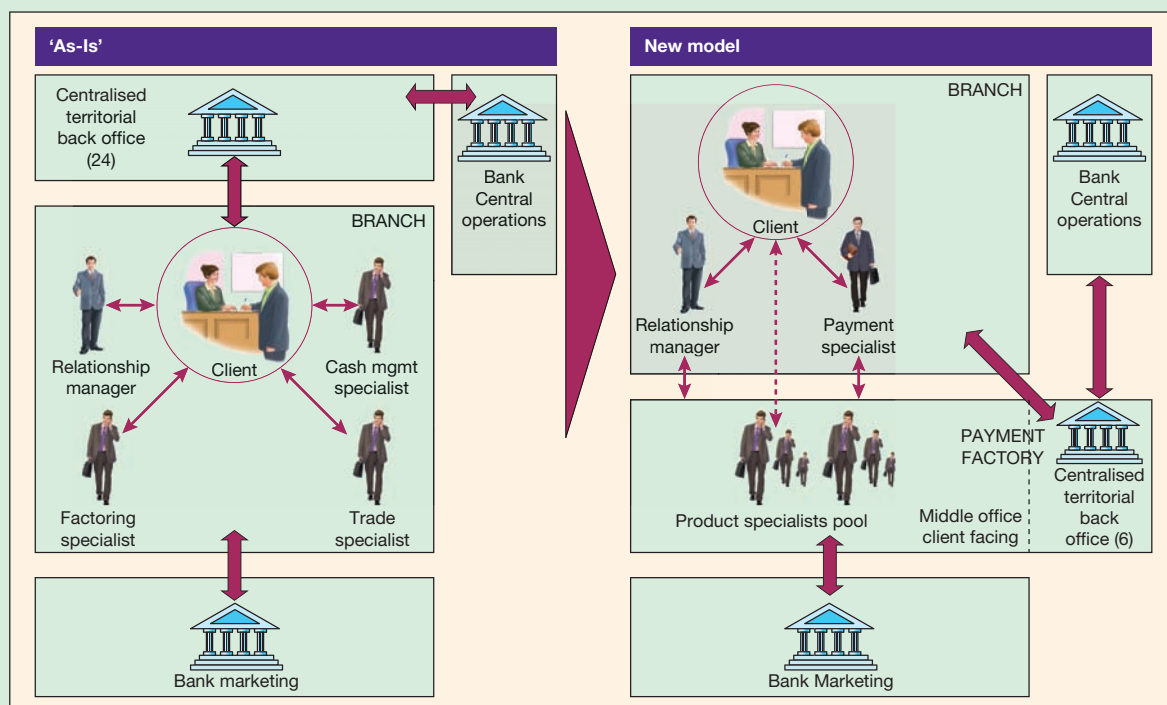 ‘As-Is’
Centralised
territorial
back office
(24)
Bank
Central
operations
BRANCH
Relationship
manager
Client
Cash mgmt
specialist
Factoring
specialist
Trade
specialist
Bank marketing
New model
BRANCH
Client
Relationship
manager
Payment
specialist
Bank
Central
operations
PAYMENT
FACTORY
Product specialists pool
Middle office
client facing
Centralised
territorial
back
office (6)
Bank Marketing